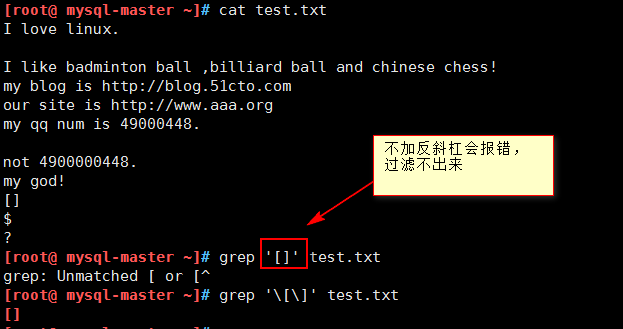 [root@ mysql-master ~]# cat test.txt
I love linux.
I like badminton ball ,billiard ball and chinese chess!
my blog is http://blog.51cto.com
our site is http://www.aaa.org
my qq num is 49000448.
not 4900000448.
my god!
[]
$
?
不加反斜杠会报错，
过滤不出来
[root@ mysql-master ~]# grep '[]' test.txt
grep: Unmatched [ or [^
[root@ mysql-master ~]# grep '\[\]' test.txt
[]